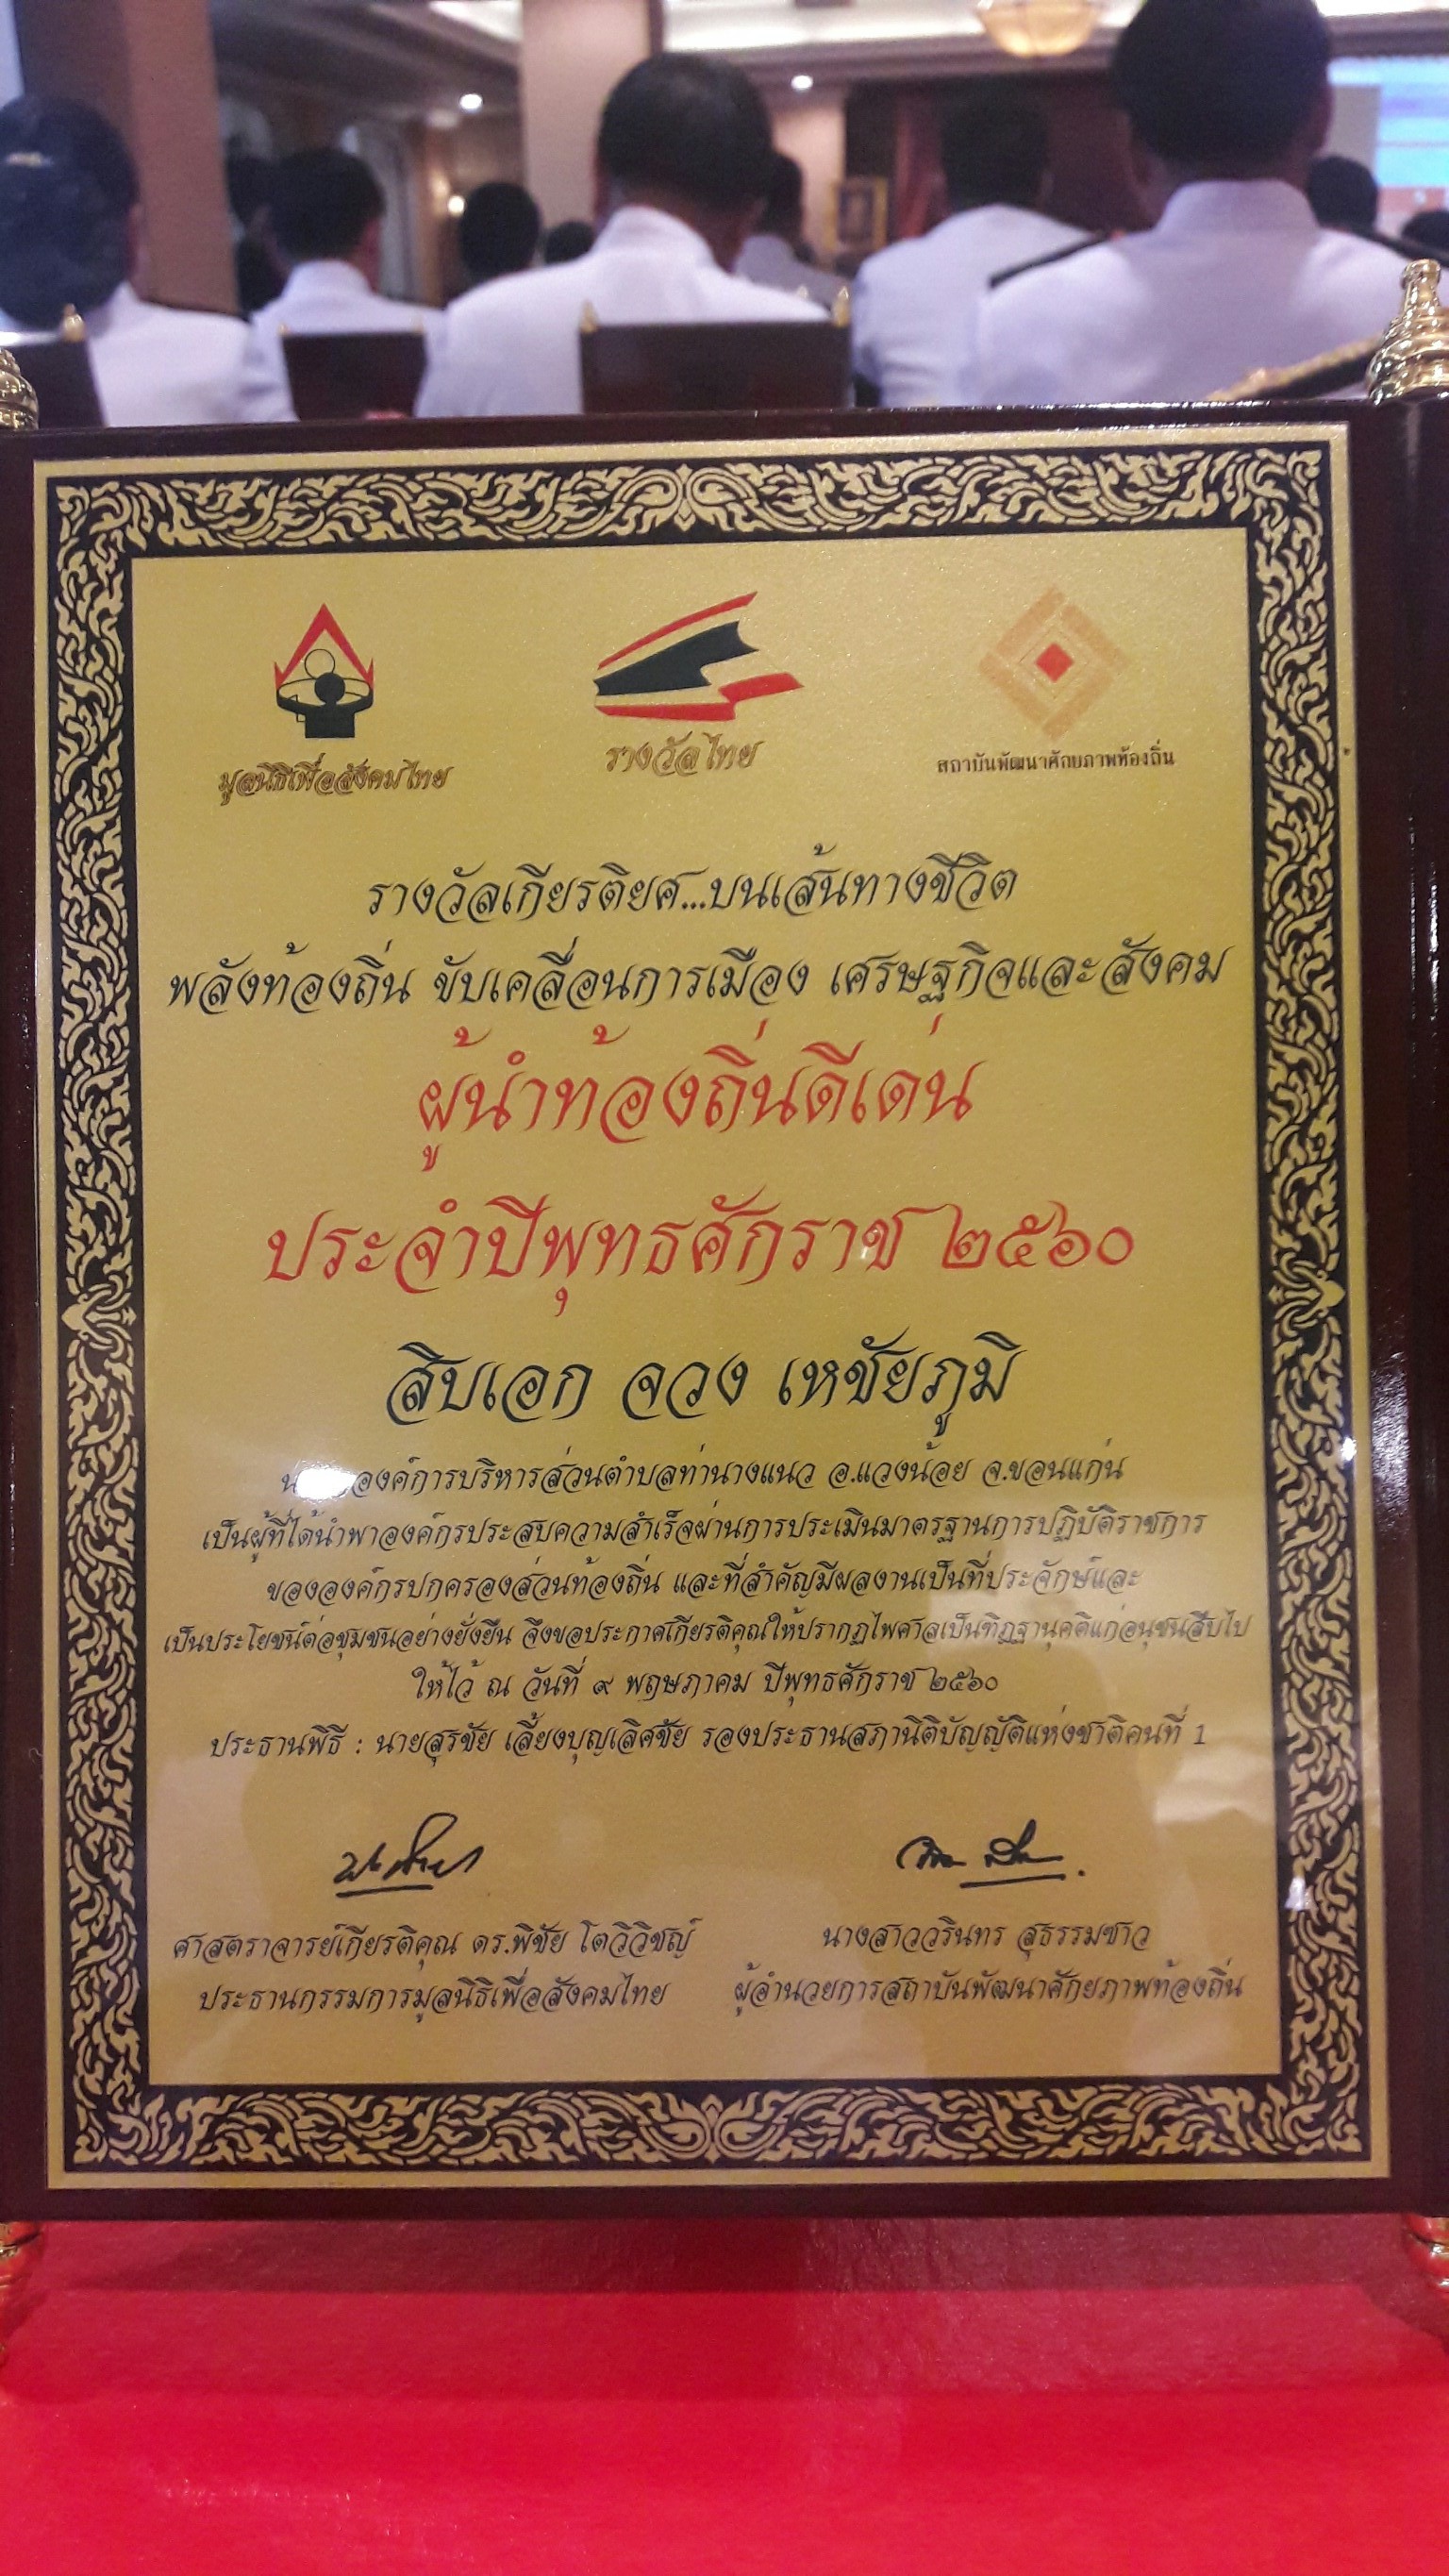 มูลนิธิเพื่อสังคมไทย
รางวัลไทย
สถาบันพัฒนาศักยภาพท้องถิ่น
รางวัลเกียรติยศ...บนเส้นทางชีวิต
พลังท้องถิ่น ขับเคลื่อนการเมือง เศรษฐกิจและสังคม
ผู้นำท้องถิ่นดีเด่น
ประจำปีพุทธศักราช ๒๕๖๐
สิบเอก จวง เหชัยภูมิ
องค์การบริหารส่วนตำบลท่านางแนว อ.แวงน้อย จ.ขอนแก่น
เป็นผู้ที่ได้นำพาองค์กรประสบความสำเร็จผ่านการประเมินมาตรฐานการปฏิบัติราชการ
ขององค์กรปกครองส่วนท้องถิ่น และที่สำคัญมีผลงานเป็นที่ประจักษ์และ
เป็นประโยชน์ต่อชุมชนอย่างยั่งยืน จึงขอประกาศเกียรติคุณให้ปรากฏไพศาลเป็นทิฏฐานุคติแก่อนุชนสืบไป
ให้ไว้ ณ วันที่ ๙ พฤษภาคม ปีพุทธศักราช ๒๕๖๐
ประธานพิธี : นายสุรชัย เลี้ยงบุญเลิศชัย รองประธานสภานิติบัญญัติแห่งชาติคนที่ 1
ศาสตราจารย์เกียรติคุณ ดร.พิชัย โตวิวิชญ์
ประธานกรรมการมูลนิธิเพื่อสังคมไทย
นางสาววรินทร สุธรรมชาว
ผู้อำนวยการสถาบันพัฒนาศักยภาพท้องถิ่น